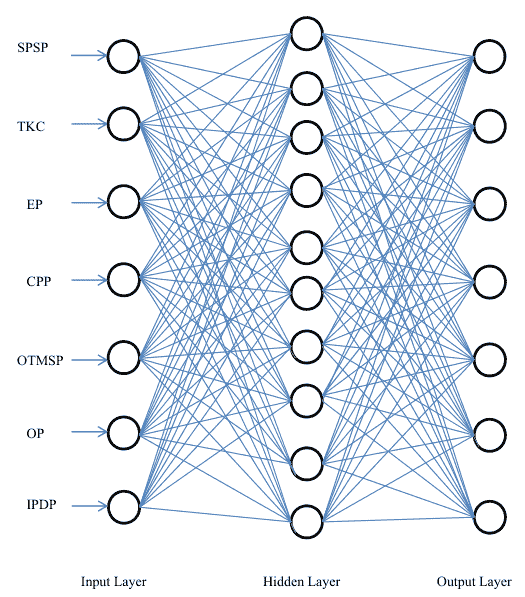 SPSP
TKC
EP
CPP
OTMSP
OP
IPDP
Input Layer Hidden Layer Output Layer